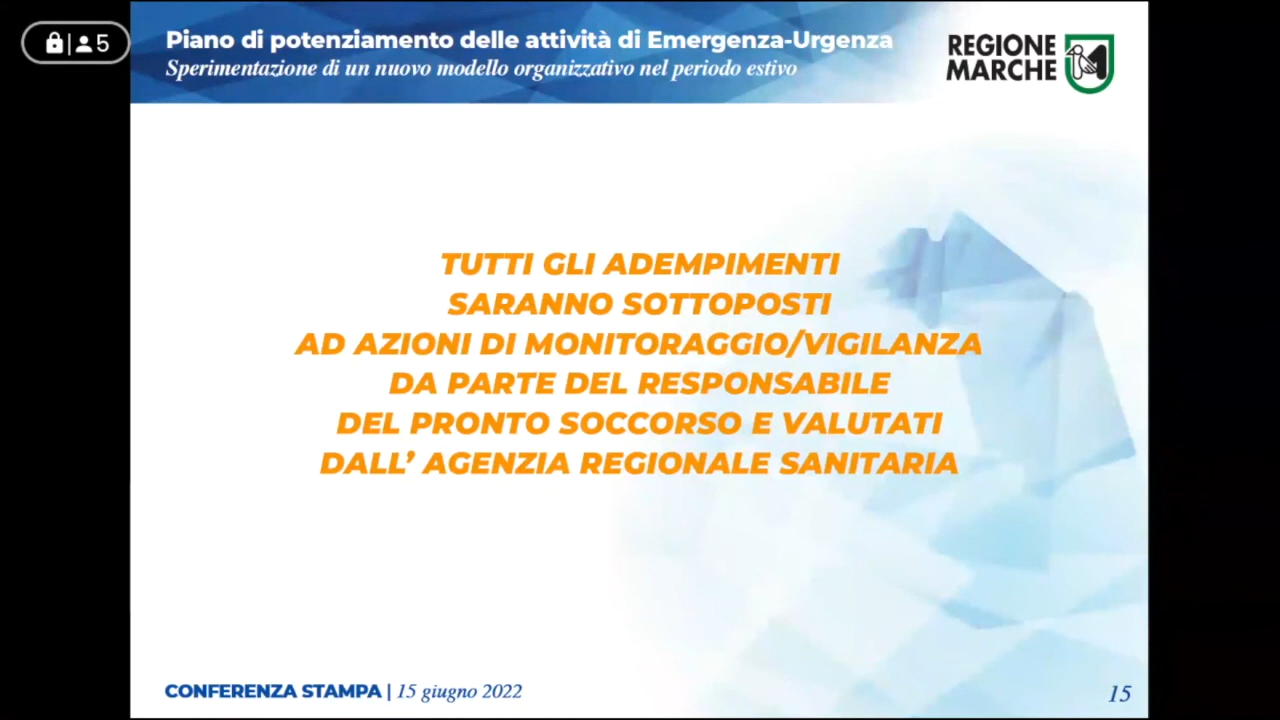 5
Piano di potenziamento delle attività di Emergenza-Urgenza
Sperimentazione di un nuovo modello organizzativo nel periodo estivo
REGIONE
MARCHE
TUTTI GLI ADEMPIMENTI
SARANNO SOTTOPOSTI
AD AZIONI DI MONITORAGGIO/VIGILANZA
DA PARTE DEL RESPONSABILE
DEL PRONTO SOCCORSO E VALUTATI
DALL’ AGENZIA REGIONALE SANITARIA
CONFERENZA STAMPA | 15 giugno 2022
15